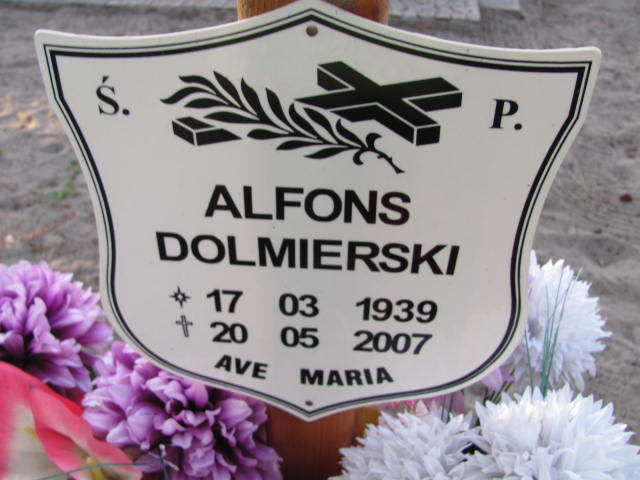 Ś. P.
ALFONS
DOLMIERSKI
17 03 1939
20 05 2007
AVE MARIA